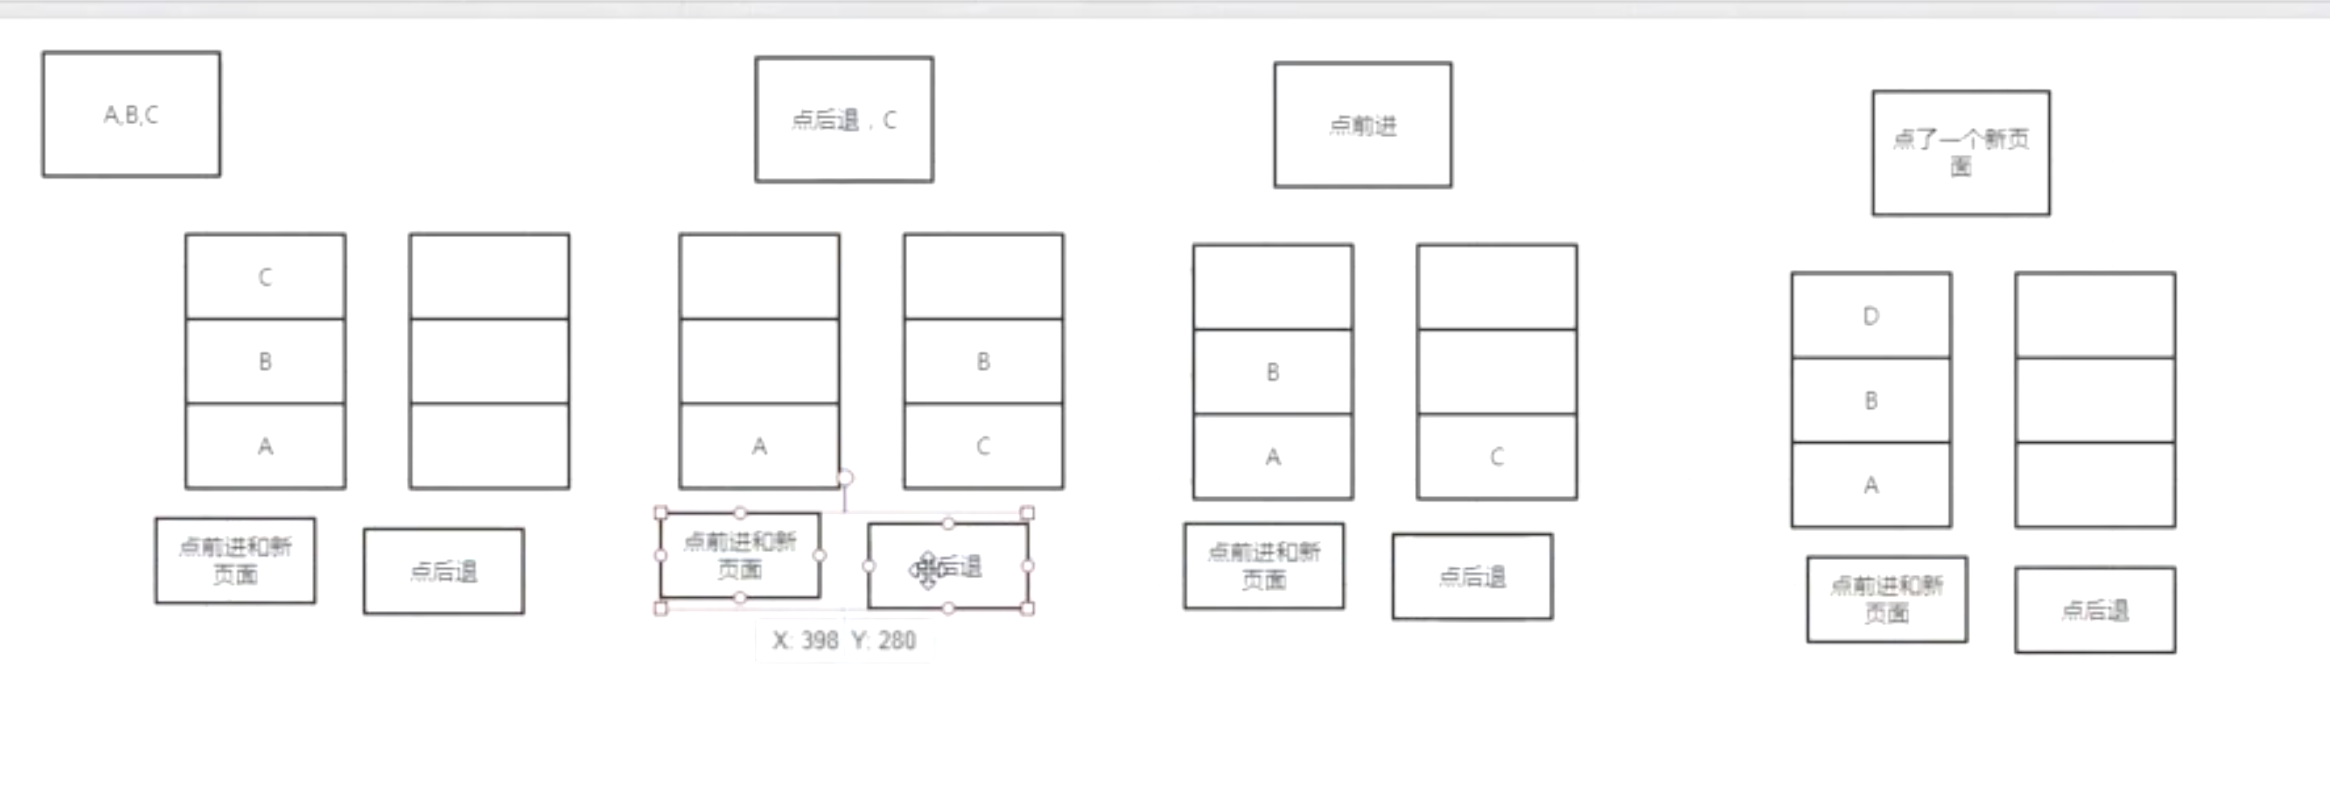 A,B,C
点后退，C
点前进
点了一个新页
面
C
B
A
A
B
C
B
A
C
D
B
A
点前进和新
页面
点后退
点前进和新
页面
后退
点前进和新
页面
点后退
点前进和新
页面
点后退
X: 398 Y: 280